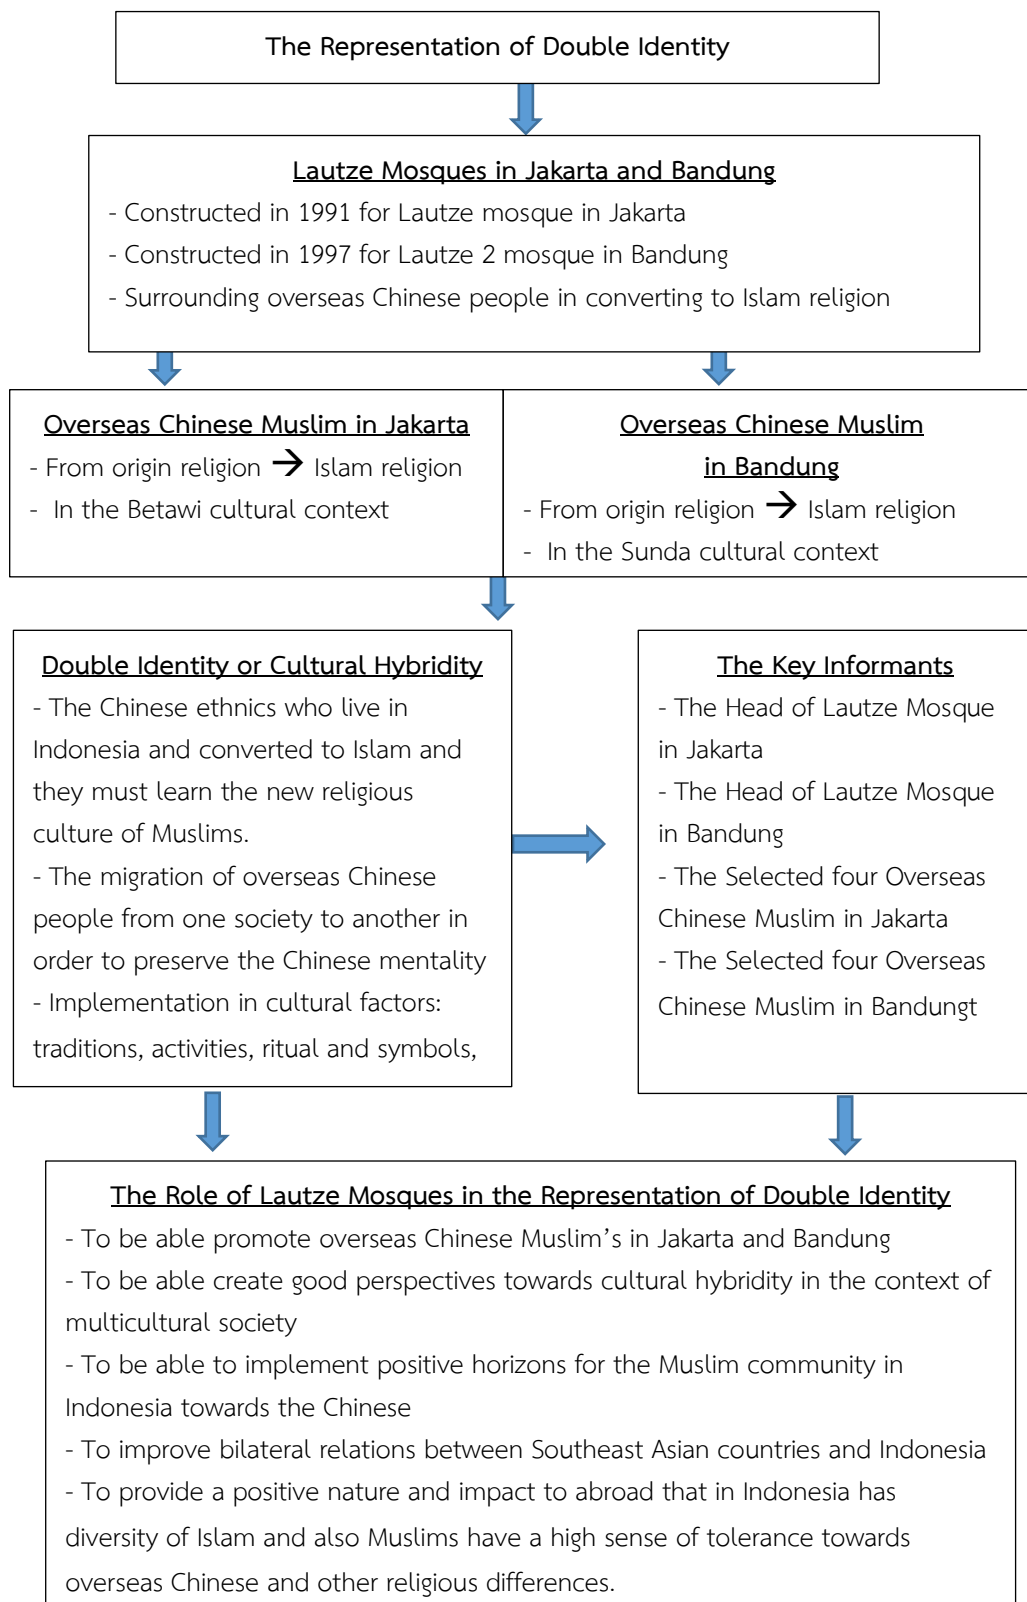 The Representation of Double Identity
Lautze Mosques in Jakarta and Bandung
- Constructed in 1991 for Lautze mosque in Jakarta
- Constructed in 1997 for Lautze 2 mosque in Bandung
- Surrounding overseas Chinese people in converting to Islam religion
Overseas Chinese Muslim in Jakarta
- From origin religion → Islam religion
- In the Betawi cultural context
Overseas Chinese Muslim
in Bandung
- From origin religion → Islam religion
- In the Sunda cultural context
Double Identity or Cultural Hybridity
- The Chinese ethnics who live in
Indonesia and converted to Islam and
they must learn the new religious
culture of Muslims.
- The migration of overseas Chinese
people from one society to another in
order to preserve the Chinese mentality
- Implementation in cultural factors:
traditions, activities, ritual and symbols,
The Key Informants
- The Head of Lautze Mosque
in Jakarta
- The Head of Lautze Mosque
in Bandung
- The Selected four Overseas
Chinese Muslim in Jakarta
- The Selected four Overseas
Chinese Muslim in Bandungt
The Role of Lautze Mosques in the Representation of Double Identity
- To be able promote overseas Chinese Muslim’s in Jakarta and Bandung
- To be able create good perspectives towards cultural hybridity in the context of
multicultural society
- To be able to implement positive horizons for the Muslim community in
Indonesia towards the Chinese
- To improve bilateral relations between Southeast Asian countries and Indonesia
- To provide a positive nature and impact to abroad that in Indonesia has
diversity of Islam and also Muslims have a high sense of tolerance towards
overseas Chinese and other religious differences.